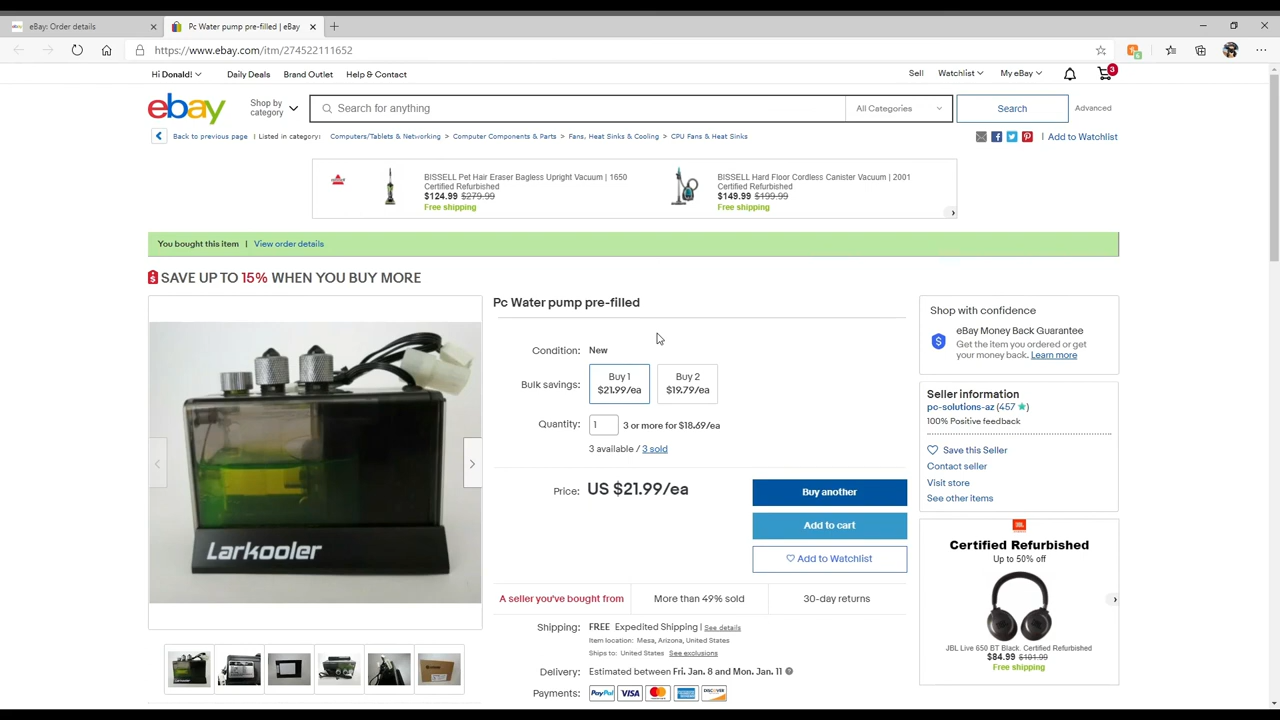 eBay: Order details
Pc Water pump pre-filled | eBay
https://www.ebay.com/itm/274522111652
Hi Donald!
Daily Deals
Brand Outlet
Help & Contact
Sell
Watchlist
My eBay
3
ebay
Shop by category
Search for anything
All Categories
Search
Advanced
Back to previous page | Listed in category: Computers/Tablets & Networking > Computer Components & Parts > Fans, Heat Sinks & Cooling > CPU Fans & Heat Sinks
| Add to Watchlist
BISSELL Pet Hair Eraser Bagless Upright Vacuum | 1650
Certified Refurbished
$124.99 $279.99
Free shipping
BISSELL Hard Floor Cordless Canister Vacuum | 2001
Certified Refurbished
$149.99 $199.99
Free shipping
You bought this item | View order details
SAVE UP TO 15% WHEN YOU BUY MORE
Larkooler
Pc Water pump pre-filled
Condition: New
Bulk savings:
Buy 1
$21.99/ea
Buy 2
$19.79/ea
Quantity: 1 3 or more for $18.69/ea
3 available / 3 sold
Price: US $21.99/ea
Buy another
Add to cart
Add to Watchlist
A seller you've bought from
More than 49% sold
30-day returns
Shipping: FREE Expedited Shipping | See details
Item location: Mesa, Arizona, United States
Ships to: United States See exclusions
Delivery: Estimated between Fri. Jan. 8 and Mon. Jan. 11
Payments: PayPal VISA
DISCOVER
Shop with confidence
eBay Money Back Guarantee
Get the item you ordered or get
your money back. Learn more
Seller information
pc-solutions-az (457 ★)
100% Positive feedback
Save this Seller
Contact seller
Visit store
See other items
JBL
Certified Refurbished
Up to 50% off
JBL Live 650 BT Black. Certified Refurbished
$84.99 $191.99
Free shipping